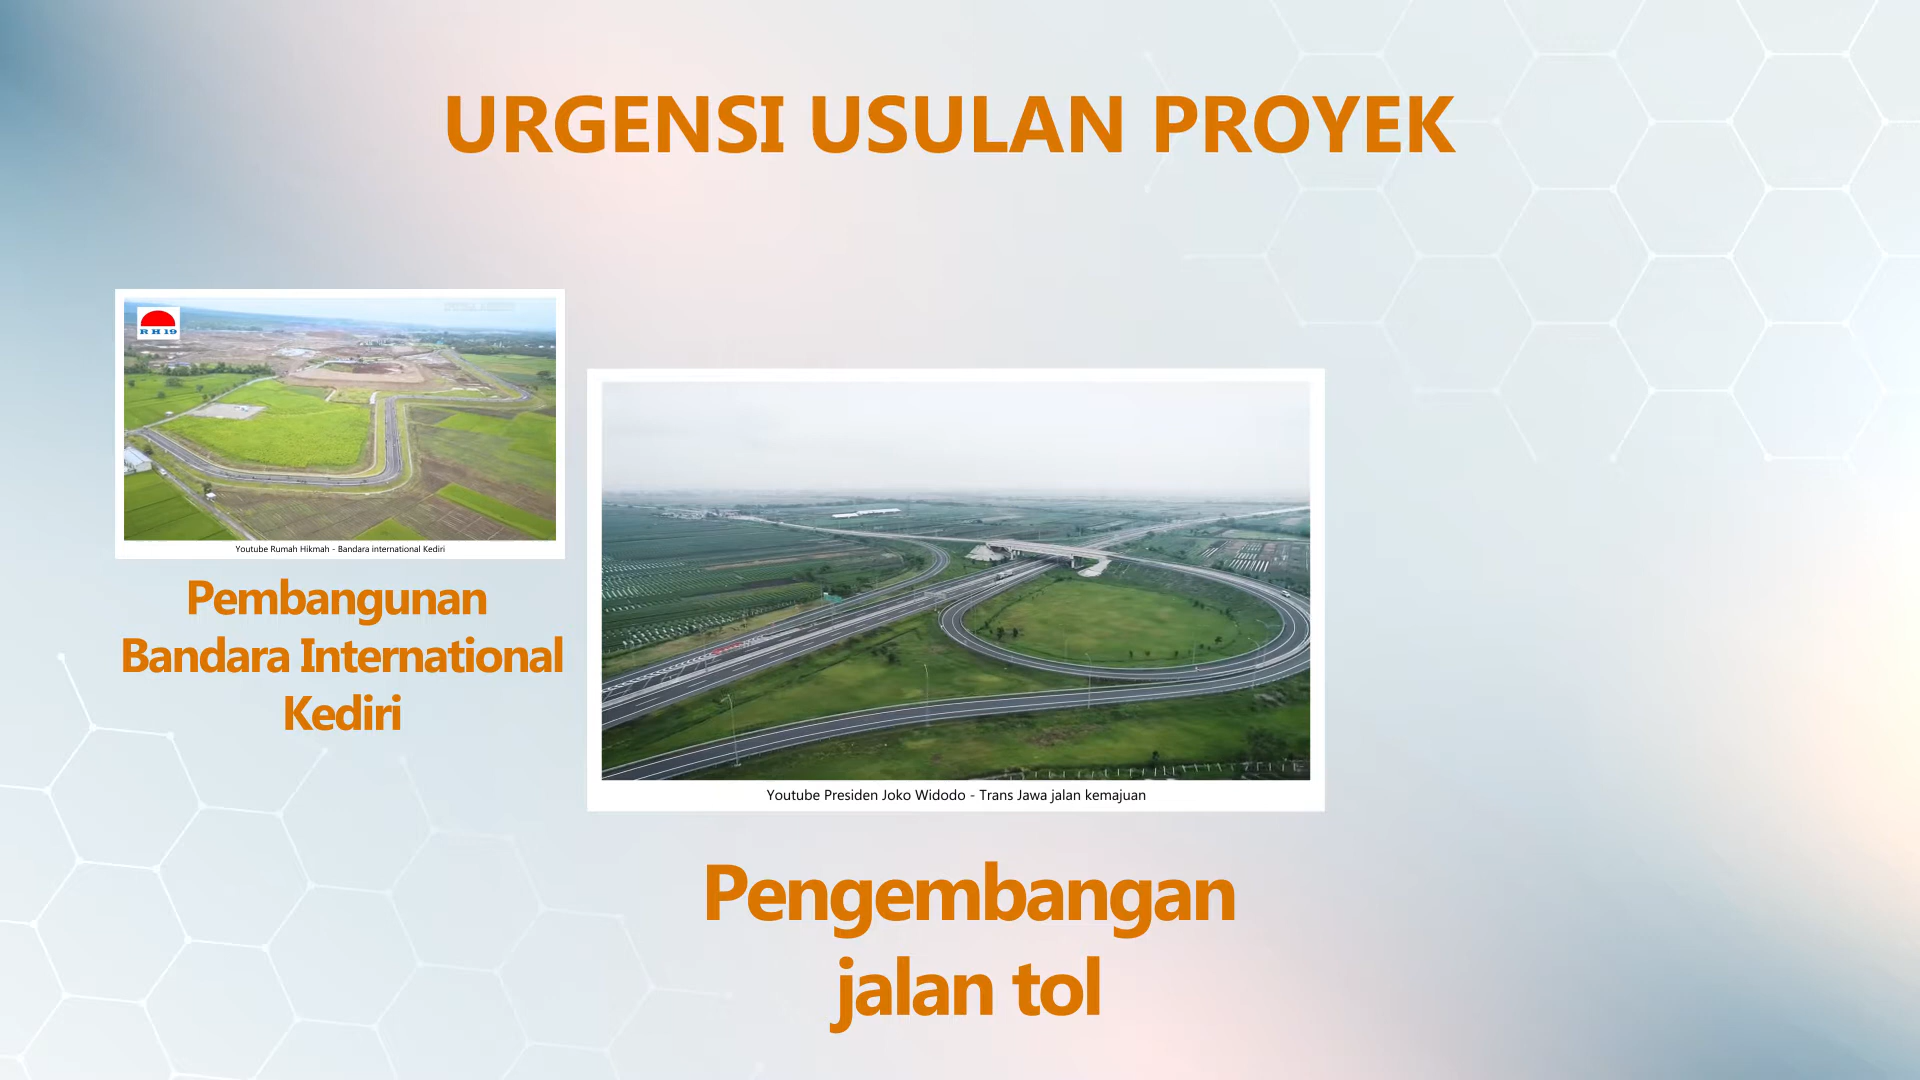 URGENSI USULAN PROYEK
R H 19
Youtube Rumah Hikmah - Bandara international Kediri
Pembangunan
Bandara International
Kediri
Youtube Presiden Joko Widodo - Trans Jawa jalan kemajuan
Pengembangan
jalan tol